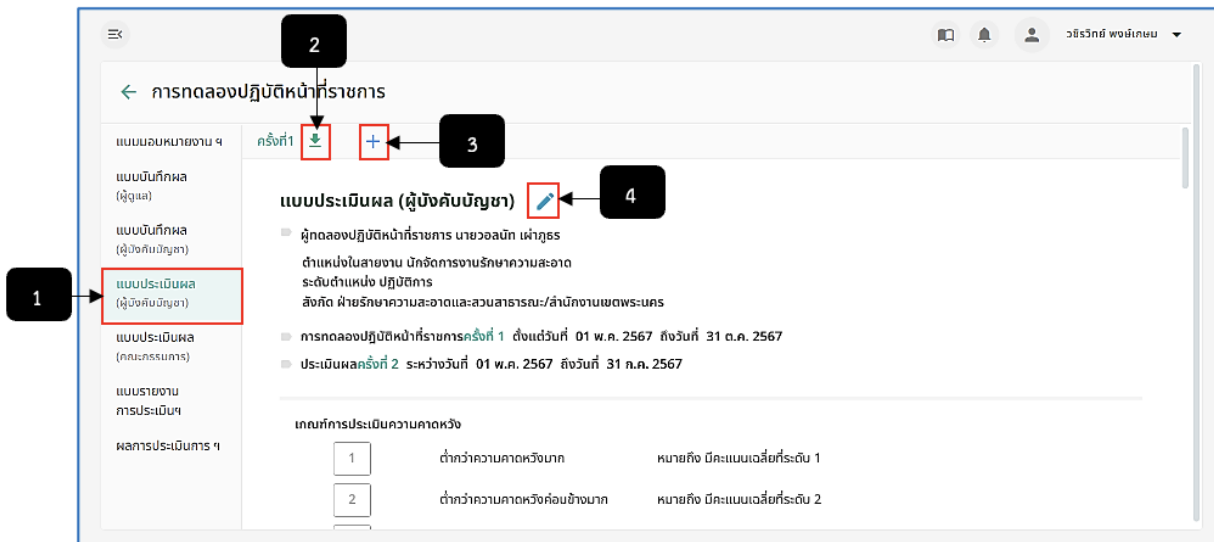 2
วชิรวิทย์ พงษ์เกษม
การทดลองปฏิบัติหน้าที่ราชการ
แบบมอบหมายงาน ฯ
ครั้งที่1
3
แบบบันทึกผล
(ผู้ดูแล)
แบบประเมินผล (ผู้บังคับบัญชา)
4
แบบบันทึกผล
(ผู้บังคับบัญชา)
ผู้ทดลองปฏิบัติหน้าที่ราชการ นายวอลนัท เผ่าภูธร
ตำแหน่งในสายงาน นักจัดการงานรักษาความสะอาด
ระดับตำแหน่ง ปฏิบัติการ
สังกัด ฝ่ายรักษาความสะอาดและสวนสาธารณะ/สำนักงานเขตพระนคร
1
แบบประเมินผล
(ผู้บังคับบัญชา)
แบบประเมินผล
(คณะกรรมการ)
การทดลองปฏิบัติหน้าที่ราชการครั้งที่ 1 ตั้งแต่วันที่ 01 พ.ค. 2567 ถึงวันที่ 31 ต.ค. 2567
ประเมินผลครั้งที่ 2 ระหว่างวันที่ 01 พ.ค. 2567 ถึงวันที่ 31 ก.ค. 2567
แบบรายงาน
การประเมินฯ
ผลการประเมินการ ฯ
เกณฑ์การประเมินความคาดหวัง
1 ต่ำกว่าความคาดหวังมาก หมายถึง มีคะแนนเฉลี่ยที่ระดับ 1
2 ต่ำกว่าความคาดหวังค่อนข้างมาก หมายถึง มีคะแนนเฉลี่ยที่ระดับ 2